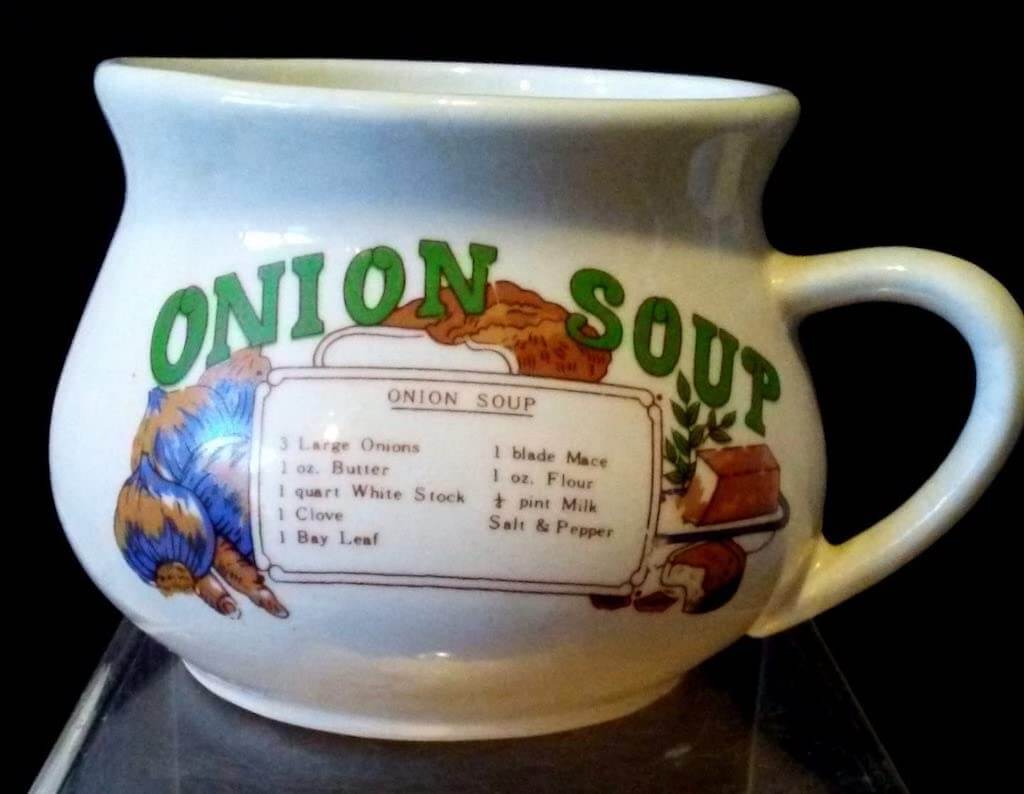 ONION SOUP
ONION SOUP
3 Large Onions
1 oz. Butter
1 quart White Stock
1 Clove
1 Bay Leaf
1 blade Mace
1 oz. Flour
½ pint Milk
Salt & Pepper